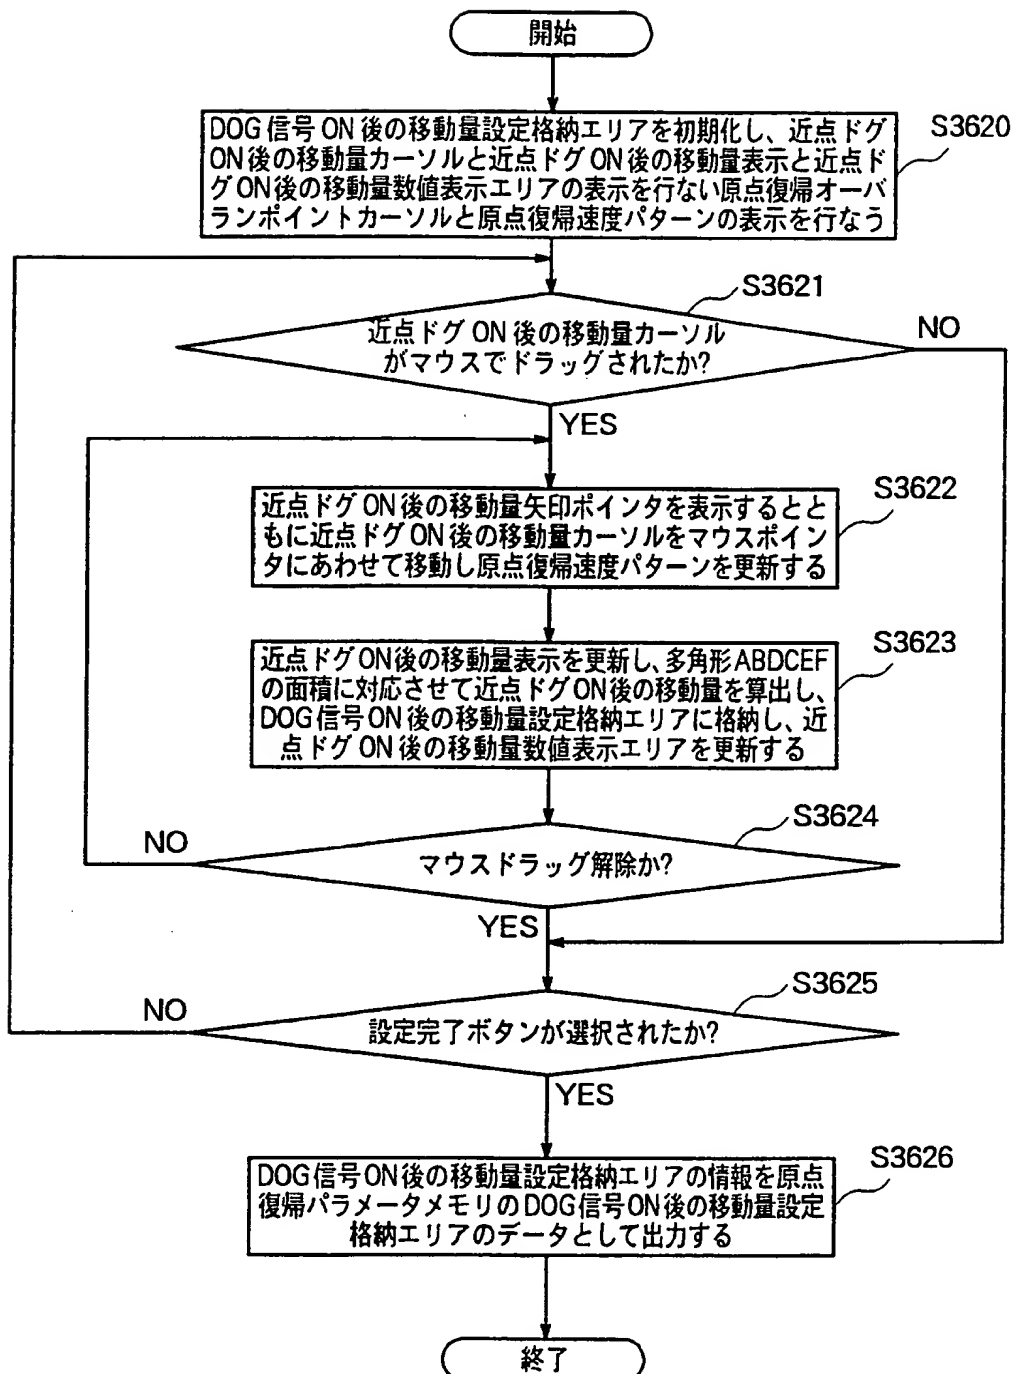 開始
DOG信号ON後の移動量設定格納エリアを初期化し、近点ドグ
ON後の移動量カーソルと近点ドグON後の移動量表示と近点ド
グON後の移動量数値表示エリアの表示を行ない原点復帰オーバ
ランポイントカーソルと原点復帰速度パターンの表示を行なう
S3620
S3621
近点ドグON後の移動量カーソル
がマウスでドラッグされたか?
NO
YES
近点ドグON後の移動量矢印ポインタを表示するとと
もに近点ドグON後の移動量カーソルをマウスポイン
タにあわせて移動し原点復帰速度パターンを更新する
S3622
近点ドグON後の移動量表示を更新し、多角形ABDCEF
の面積に対応させて近点ドグON後の移動量を算出し、
DOG信号ON後の移動量設定格納エリアに格納し、近
点ドグON後の移動量数値表示エリアを更新する
S3623
S3624
マウスドラッグ解除か?
NO
YES
S3625
設定完了ボタンが選択されたか?
NO
YES
DOG信号ON後の移動量設定格納エリアの情報を原点
復帰パラメータメモリのDOG信号ON後の移動量設定
格納エリアのデータとして出力する
S3626
終了